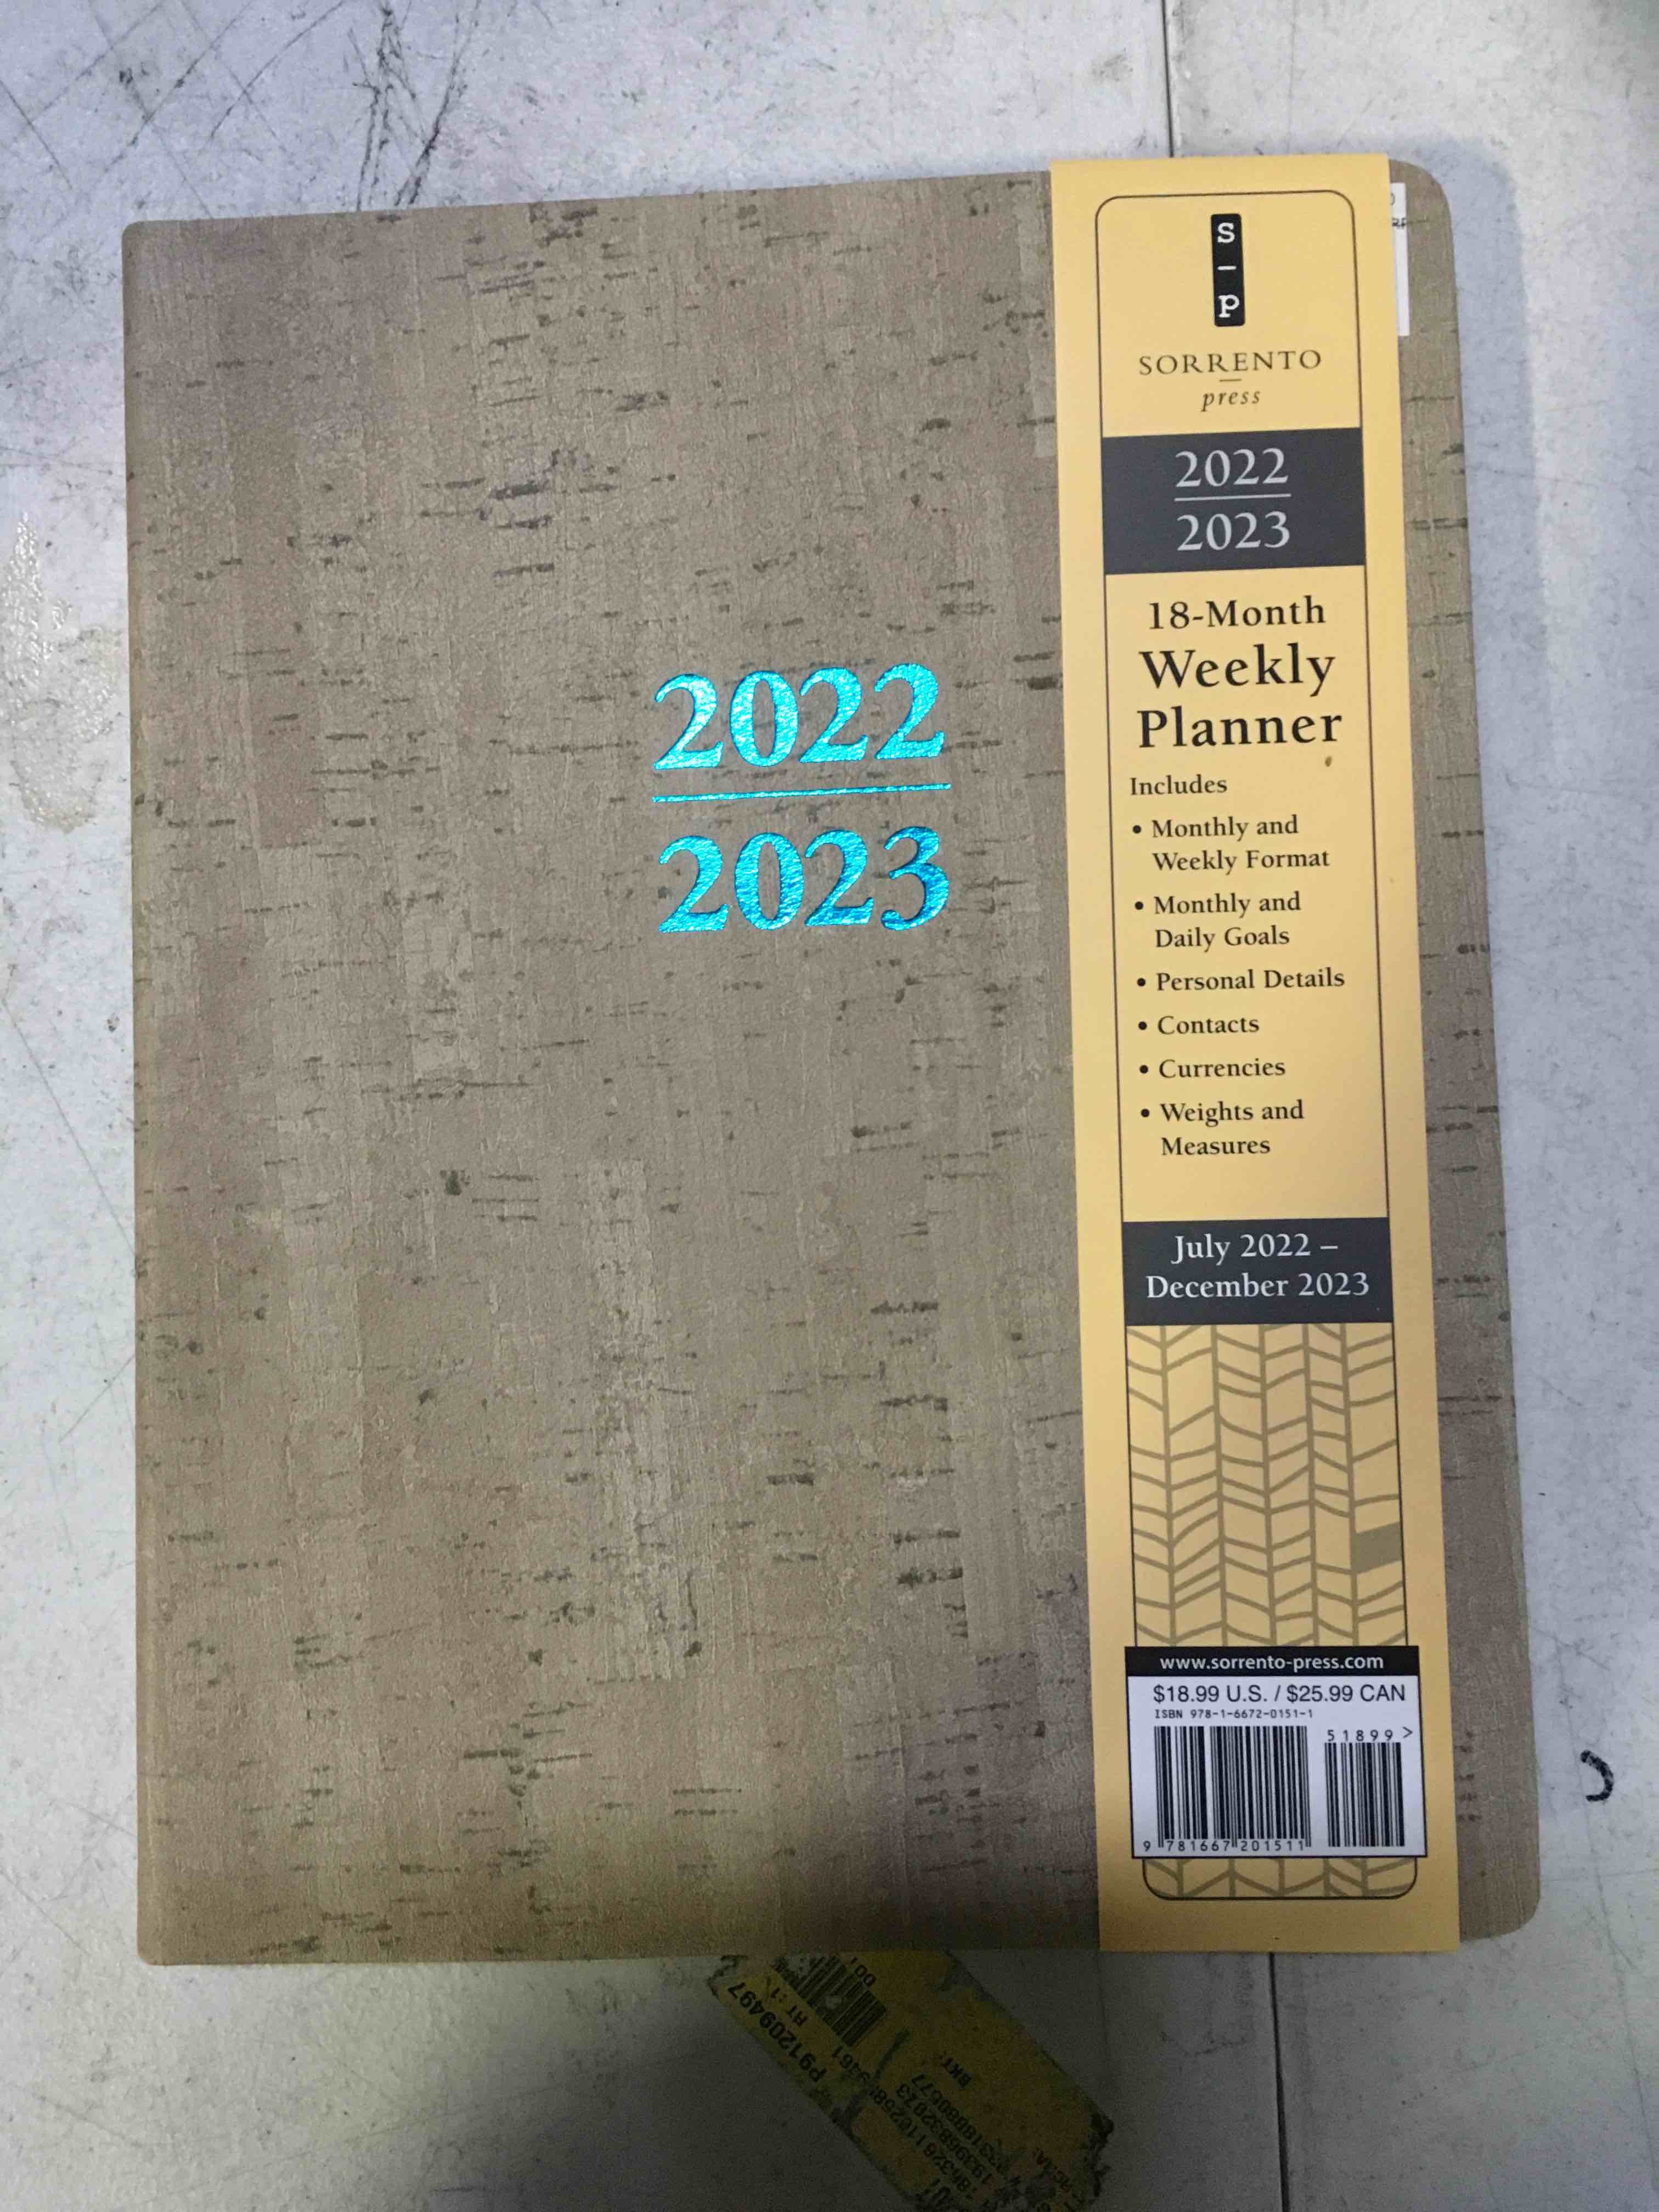 2022
2023
s
–
p
SORRENTO
press
2022
2023
18-Month
Weekly
Planner
Includes
• Monthly and
Weekly Format
• Monthly and
Daily Goals
• Personal Details
• Contacts
• Currencies
• Weights and
Measures
July 2022 –
December 2023
www.sorrento-press.com
$18.99 U.S. / $25.99 CAN
ISBN 978-1-6672-0151-1
51899>
9 781667 201511
P91209497